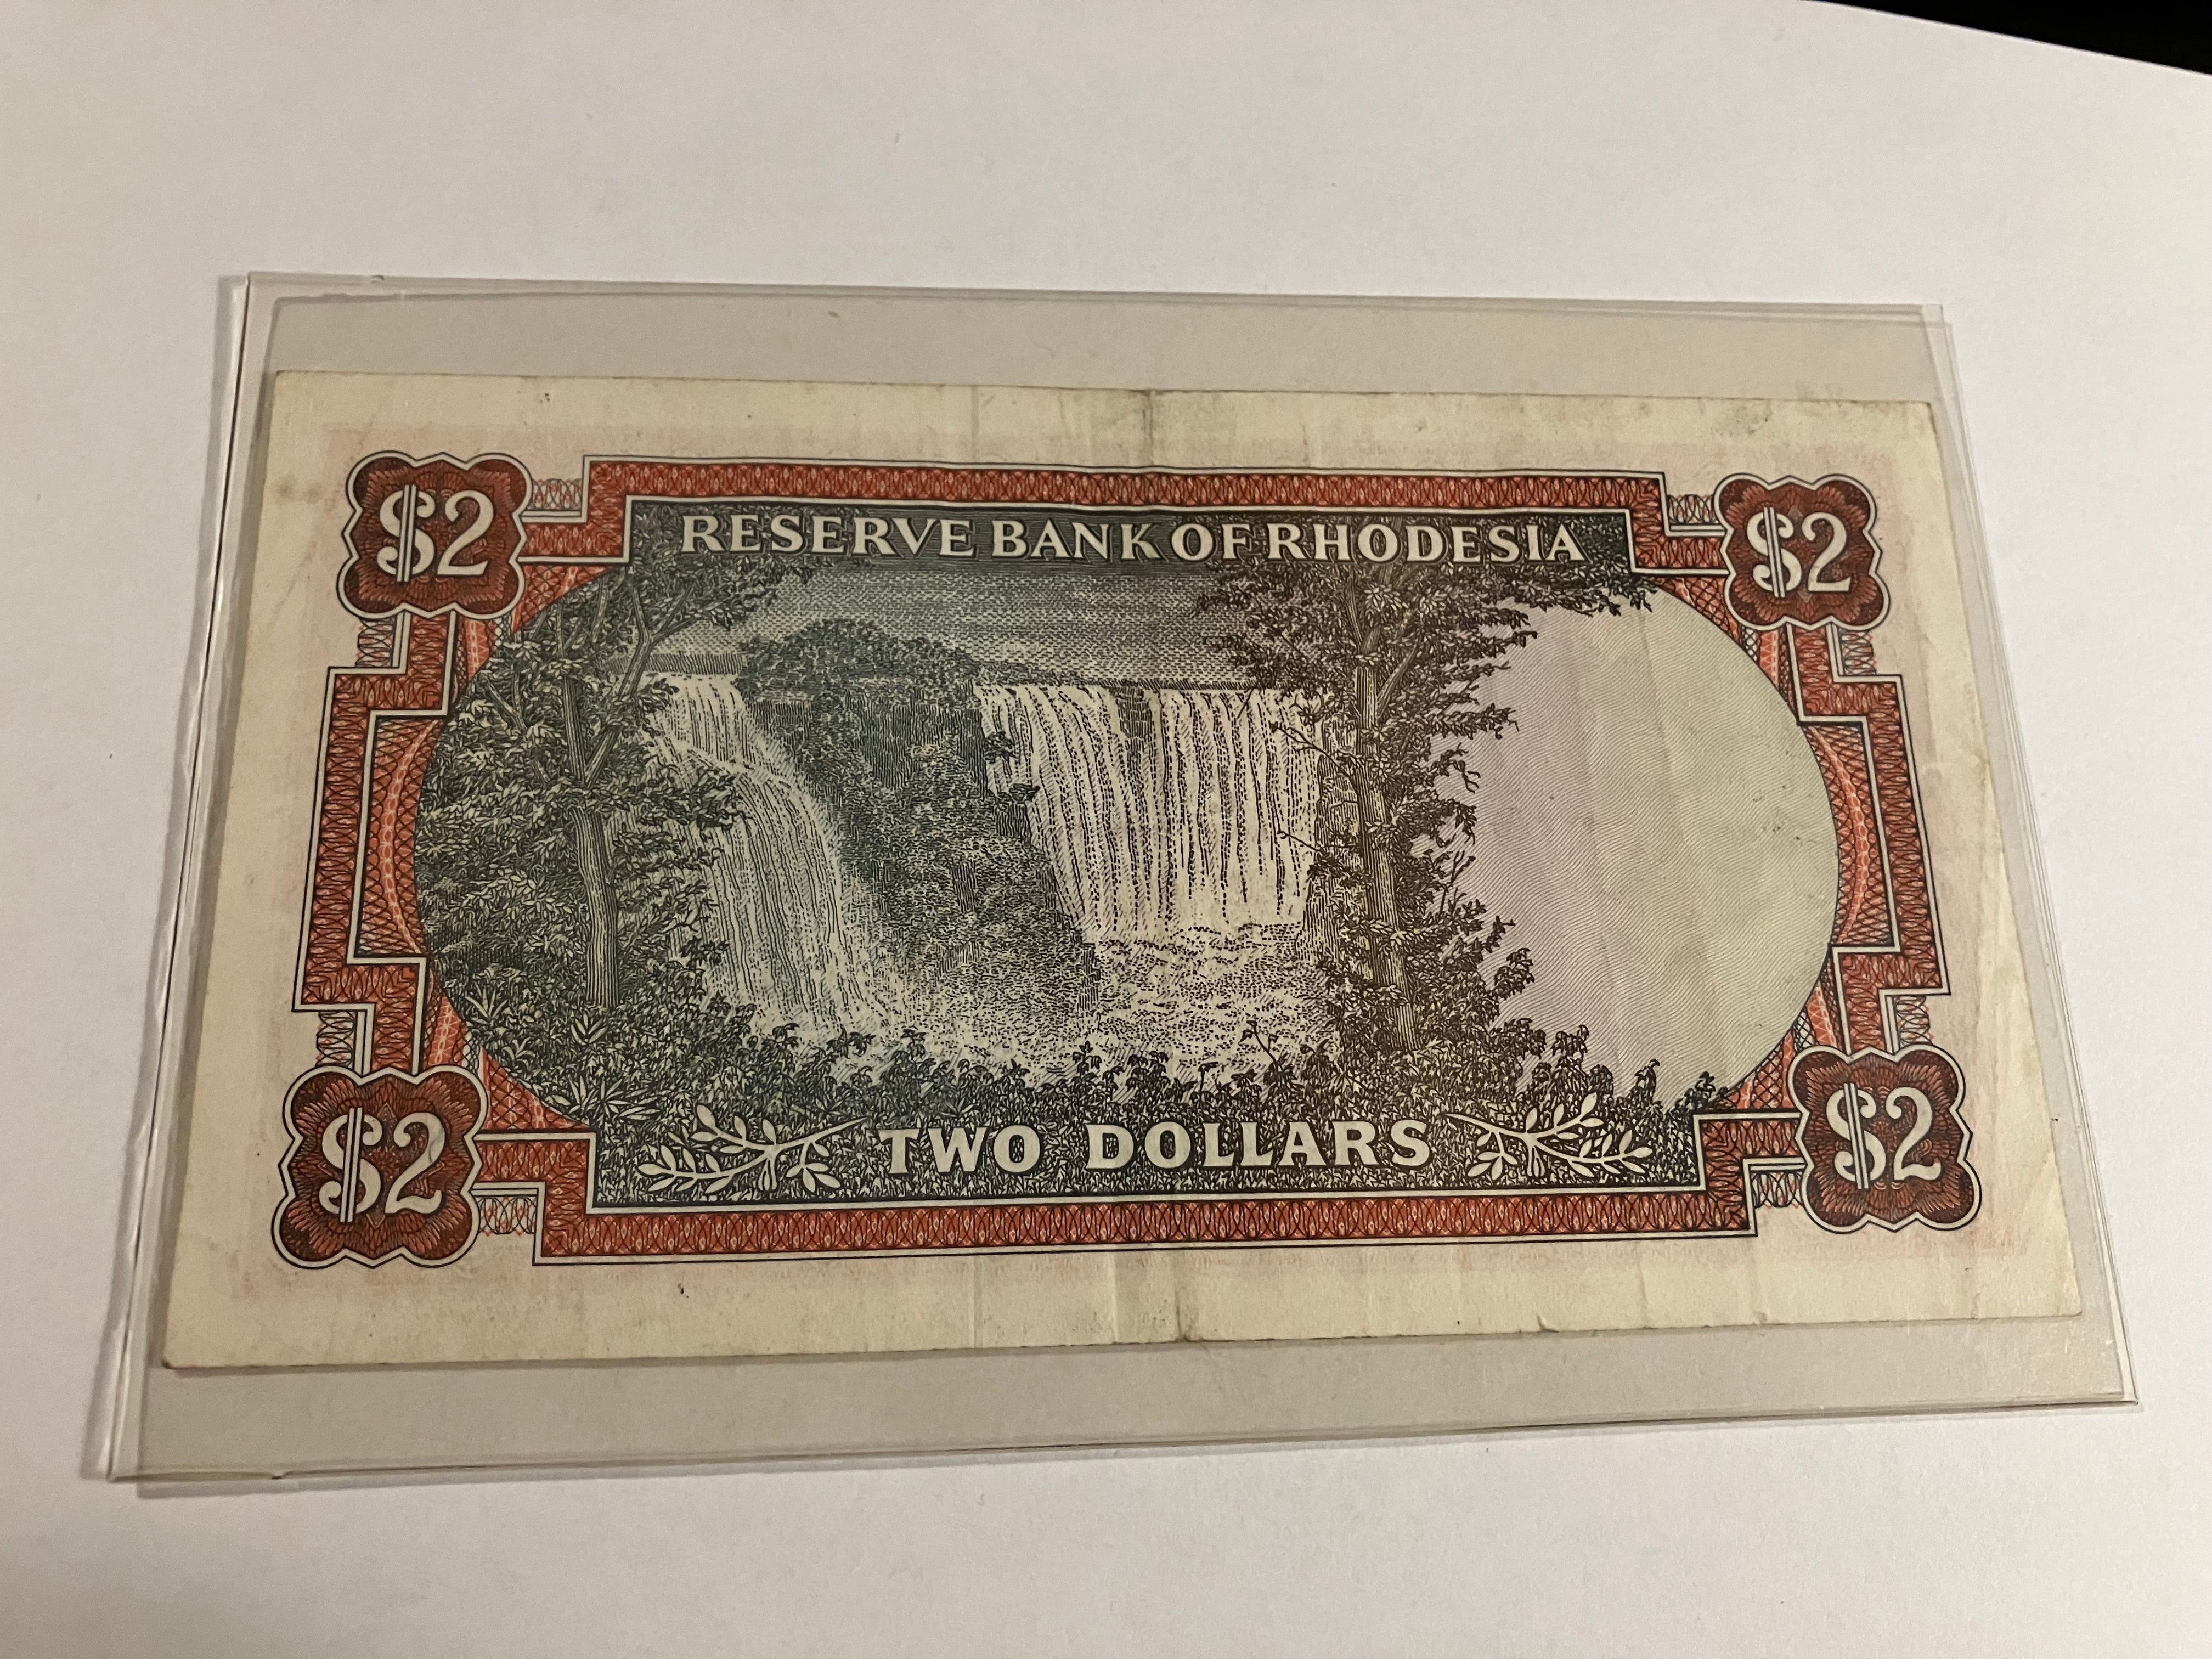 $2
RESERVE BANK OF RHODESIA
$2
$2
TWO DOLLARS
$2